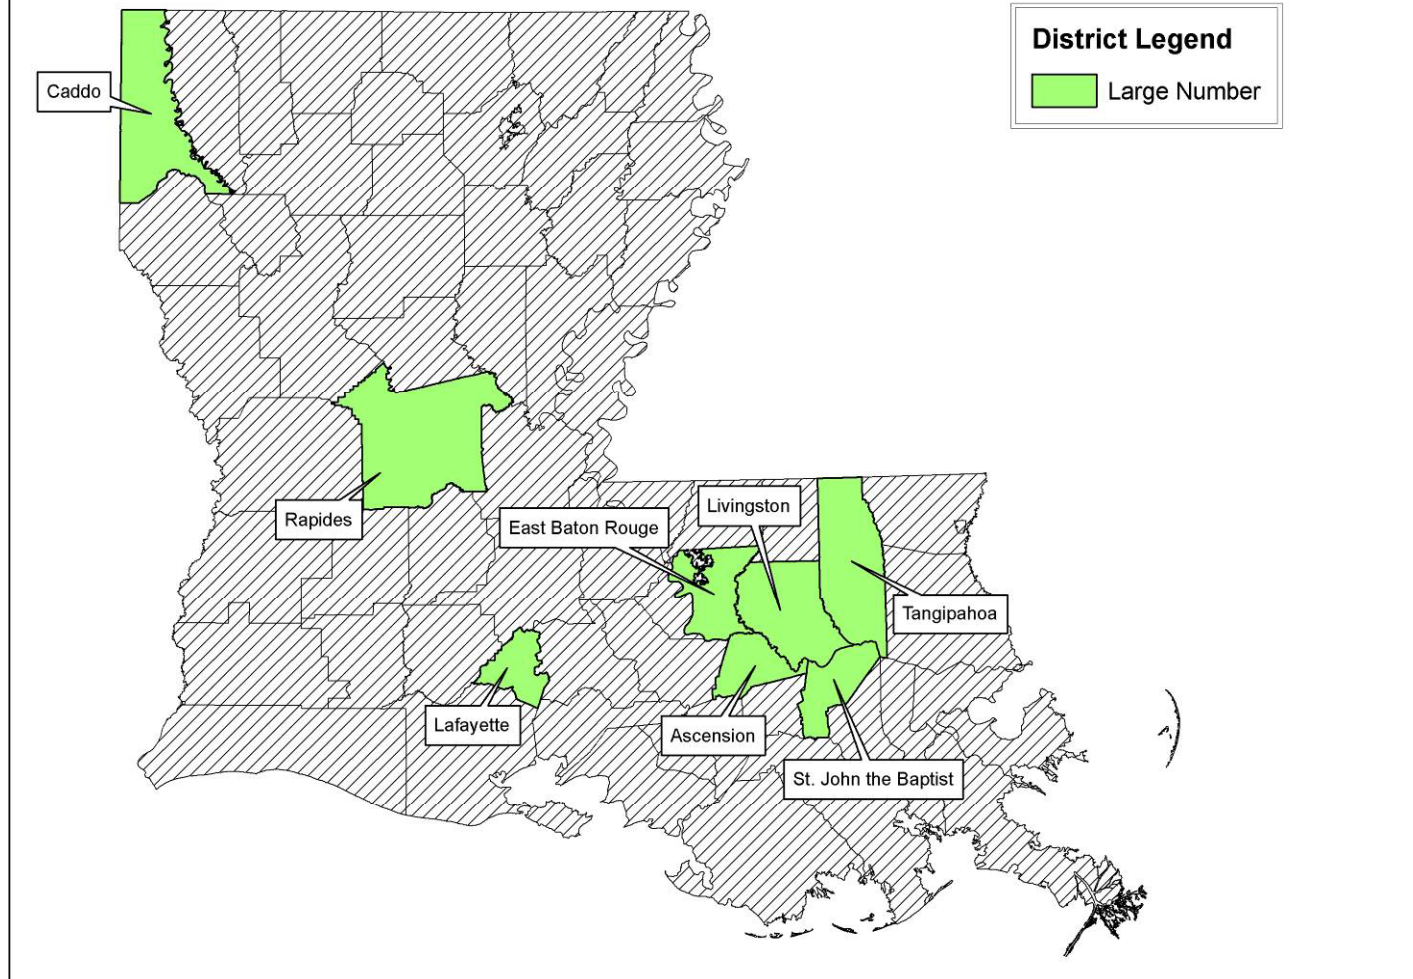 District Legend
Large Number
Caddo
Rapides
Livingston
East Baton Rouge
Tangipahoa
Lafayette
Ascension
St. John the Baptist